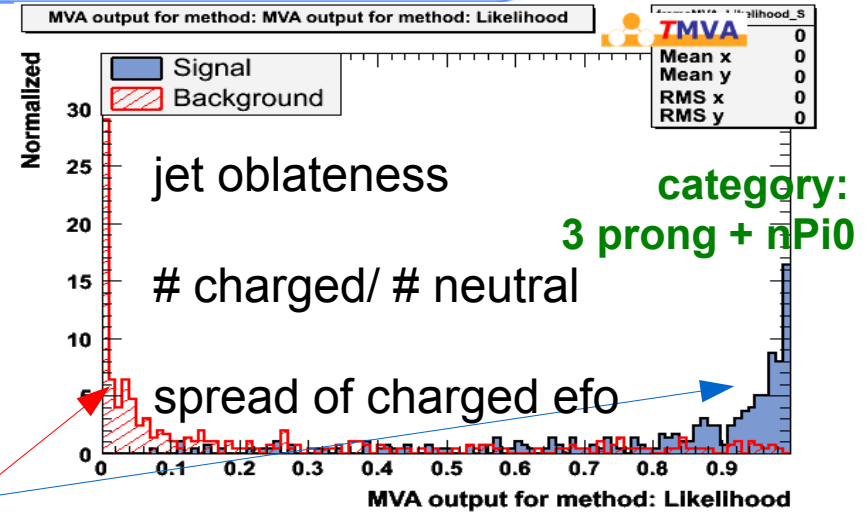 MVA output for method: MVA output for method: Likelihood
TMVA
0
Mean x 0
Mean y 0
RMS x 0
RMS y 0
Normalized
Signal
Background
30
25
20
15
10
5
0
jet oblateness
# charged/ # neutral
spread of charged efo
category:
3 prong + nPi0
0 0.1 0.2 0.3 0.4 0.5 0.6 0.7 0.8 0.9
MVA output for method: Likelihood